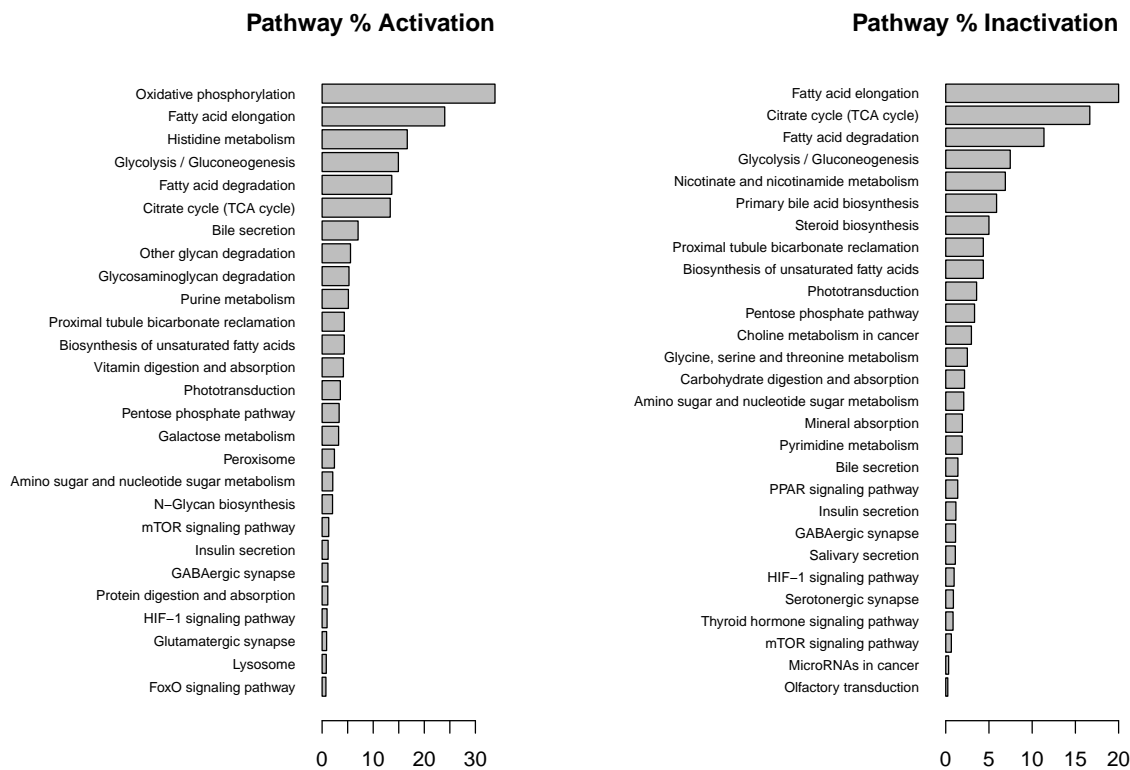 Pathway % Activation
Oxidative phosphorylation
Fatty acid elongation
Histidine metabolism
Glycolysis / Gluconeogenesis
Fatty acid degradation
Citrate cycle (TCA cycle)
Bile secretion
Other glycan degradation
Glycosaminoglycan degradation
Purine metabolism
Proximal tubule bicarbonate reclamation
Biosynthesis of unsaturated fatty acids
Vitamin digestion and absorption
Phototransduction
Pentose phosphate pathway
Galactose metabolism
Peroxisome
Amino sugar and nucleotide sugar metabolism
N−Glycan biosynthesis
mTOR signaling pathway
Insulin secretion
GABAergic synapse
Protein digestion and absorption
HIF−1 signaling pathway
Glutamatergic synapse
Lysosome
FoxO signaling pathway
0 10 20 30
Pathway % Inactivation
Fatty acid elongation
Citrate cycle (TCA cycle)
Fatty acid degradation
Glycolysis / Gluconeogenesis
Nicotinate and nicotinamide metabolism
Primary bile acid biosynthesis
Steroid biosynthesis
Proximal tubule bicarbonate reclamation
Biosynthesis of unsaturated fatty acids
Phototransduction
Pentose phosphate pathway
Choline metabolism in cancer
Glycine, serine and threonine metabolism
Carbohydrate digestion and absorption
Amino sugar and nucleotide sugar metabolism
Mineral absorption
Pyrimidine metabolism
Bile secretion
PPAR signaling pathway
Insulin secretion
GABAergic synapse
Salivary secretion
HIF−1 signaling pathway
Serotonergic synapse
Thyroid hormone signaling pathway
mTOR signaling pathway
MicroRNAs in cancer
Olfactory transduction
0 5 10 15 20